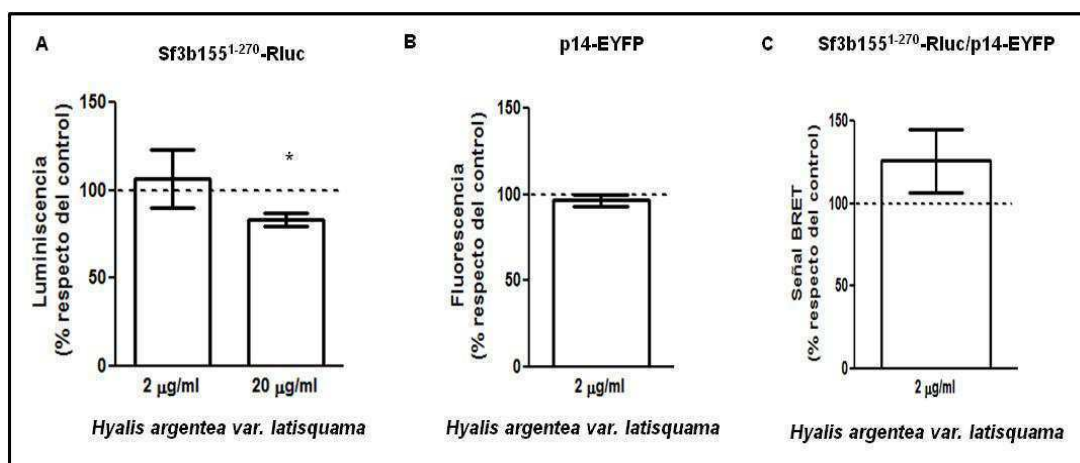 A
Sf3b155¹⁻²⁷⁰-Rluc
Luminiscencia
(% respecto del control)
150
100
50
0
*
2 µg/ml
20 µg/ml
Hyalis argentea var. latisquama
B
p14-EYFP
Fluorescencia
(% respecto del control)
150
100
50
0
2 µg/ml
Hyalis argentea var. latisquama
C
Sf3b155¹⁻²⁷⁰-Rluc/p14-EYFP
Señal BRET
(% respecto del control)
150
100
50
0
2 µg/ml
Hyalis argentea var. latisquama